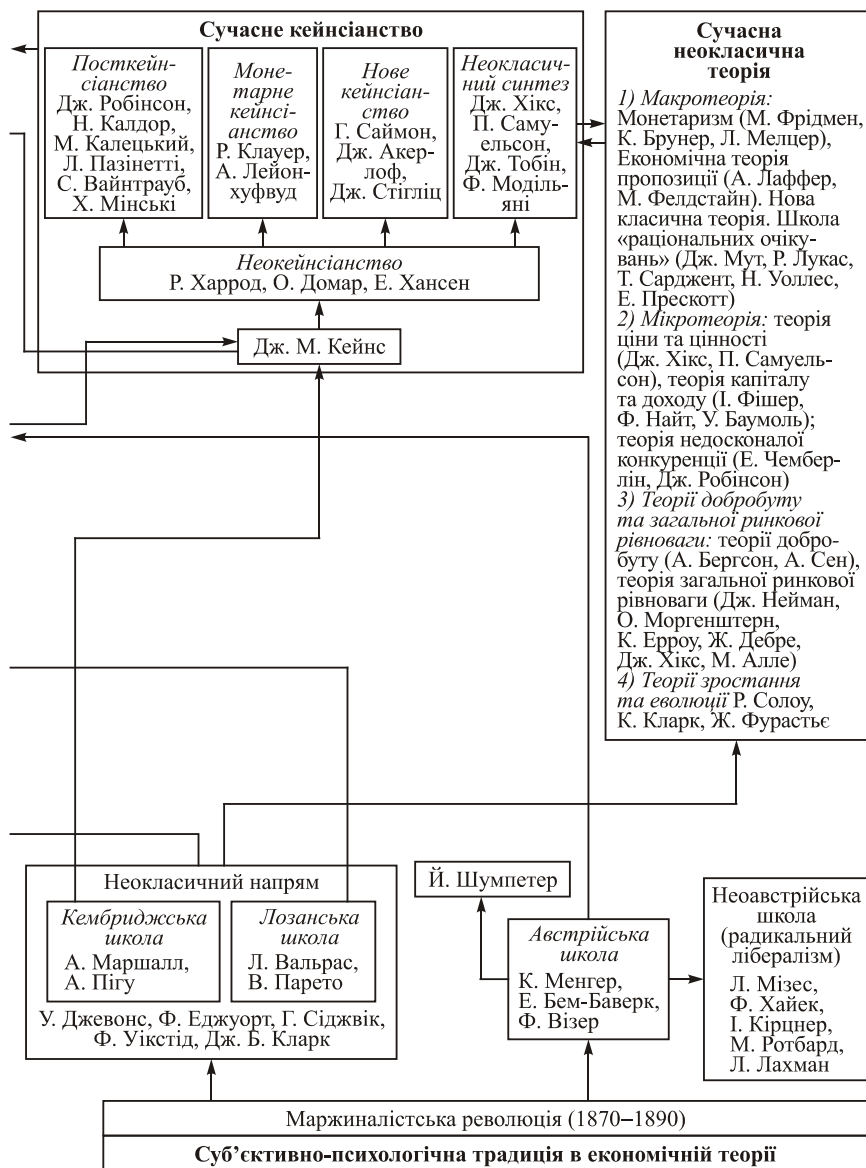 Сучасне кейнсіанство
Посткейн-
сіанство
Дж. Робінсон,
Н. Калдор,
М. Калецький,
Л. Пазінетті,
С. Вайнтрауб,
Х. Мінські
Моне-
тарне
кейнсі-
анство
Р. Клауер,
А. Лейон-
хуфвуд
Нове
кейнсіан-
ство
Г. Саймон,
Дж. Акер-
лоф,
Дж. Стігліц
Неокласич-
ний синтез
Дж. Хікс,
П. Саму-
ельсон,
Дж. Тобін,
Ф. Моділь-
яні
Неокейнсіанство
Р. Харрод, О. Домар, Е. Хансен
Дж. М. Кейнс
Сучасна
неокласична
теорія
1) Макротеорія:
Монетаризм (М. Фрідмен,
К. Брунер, Л. Мелцер),
Економічна теорія
пропозиції (А. Лаффер,
М. Фелдстайн). Нова
класична теорія. Школа
«раціональних очіку-
вань» (Дж. Мут, Р. Лукас,
Т. Сарджент, Н. Уоллес,
Е. Прескотт)
2) Мікротеорія: теорія
ціни та цінності
(Дж. Хікс, П. Самуель-
сон), теорія капіталу
та доходу (І. Фішер,
Ф. Найт, У. Баумоль);
теорія недосконалої
конкуренції (Е. Чембер-
лін, Дж. Робінсон)
3) Теорії добробуту
та загальної ринкової
рівноваги: теорії добро-
буту (А. Бергсон, А. Сен),
теорія загальної ринкової
рівноваги (Дж. Нейман,
О. Моргенштерн,
К. Ерроу, Ж. Дебре,
Дж. Хікс, М. Алле)
4) Теорії зростання
та еволюції Р. Солоу,
К. Кларк, Ж. Фурастьє
Неокласичний напрям
Кембриджська
школа
А. Маршалл,
А. Пігу
Лозанська
школа
Л. Вальрас,
В. Парето
У. Джевонс, Ф. Еджуорт, Г. Сіджвік,
Ф. Уікстід, Дж. Б. Кларк
Й. Шумпетер
Австрійська
школа
К. Менгер,
Е. Бем-Баверк,
Ф. Візер
Неоавстрійська
школа
(радикальний
лібералізм)
Л. Мізес,
Ф. Хайек,
І. Кірцнер,
М. Ротбард,
Л. Лахман
Маржиналістська революція (1870–1890)
Суб’єктивно-психологічна традиція в економічній теорії